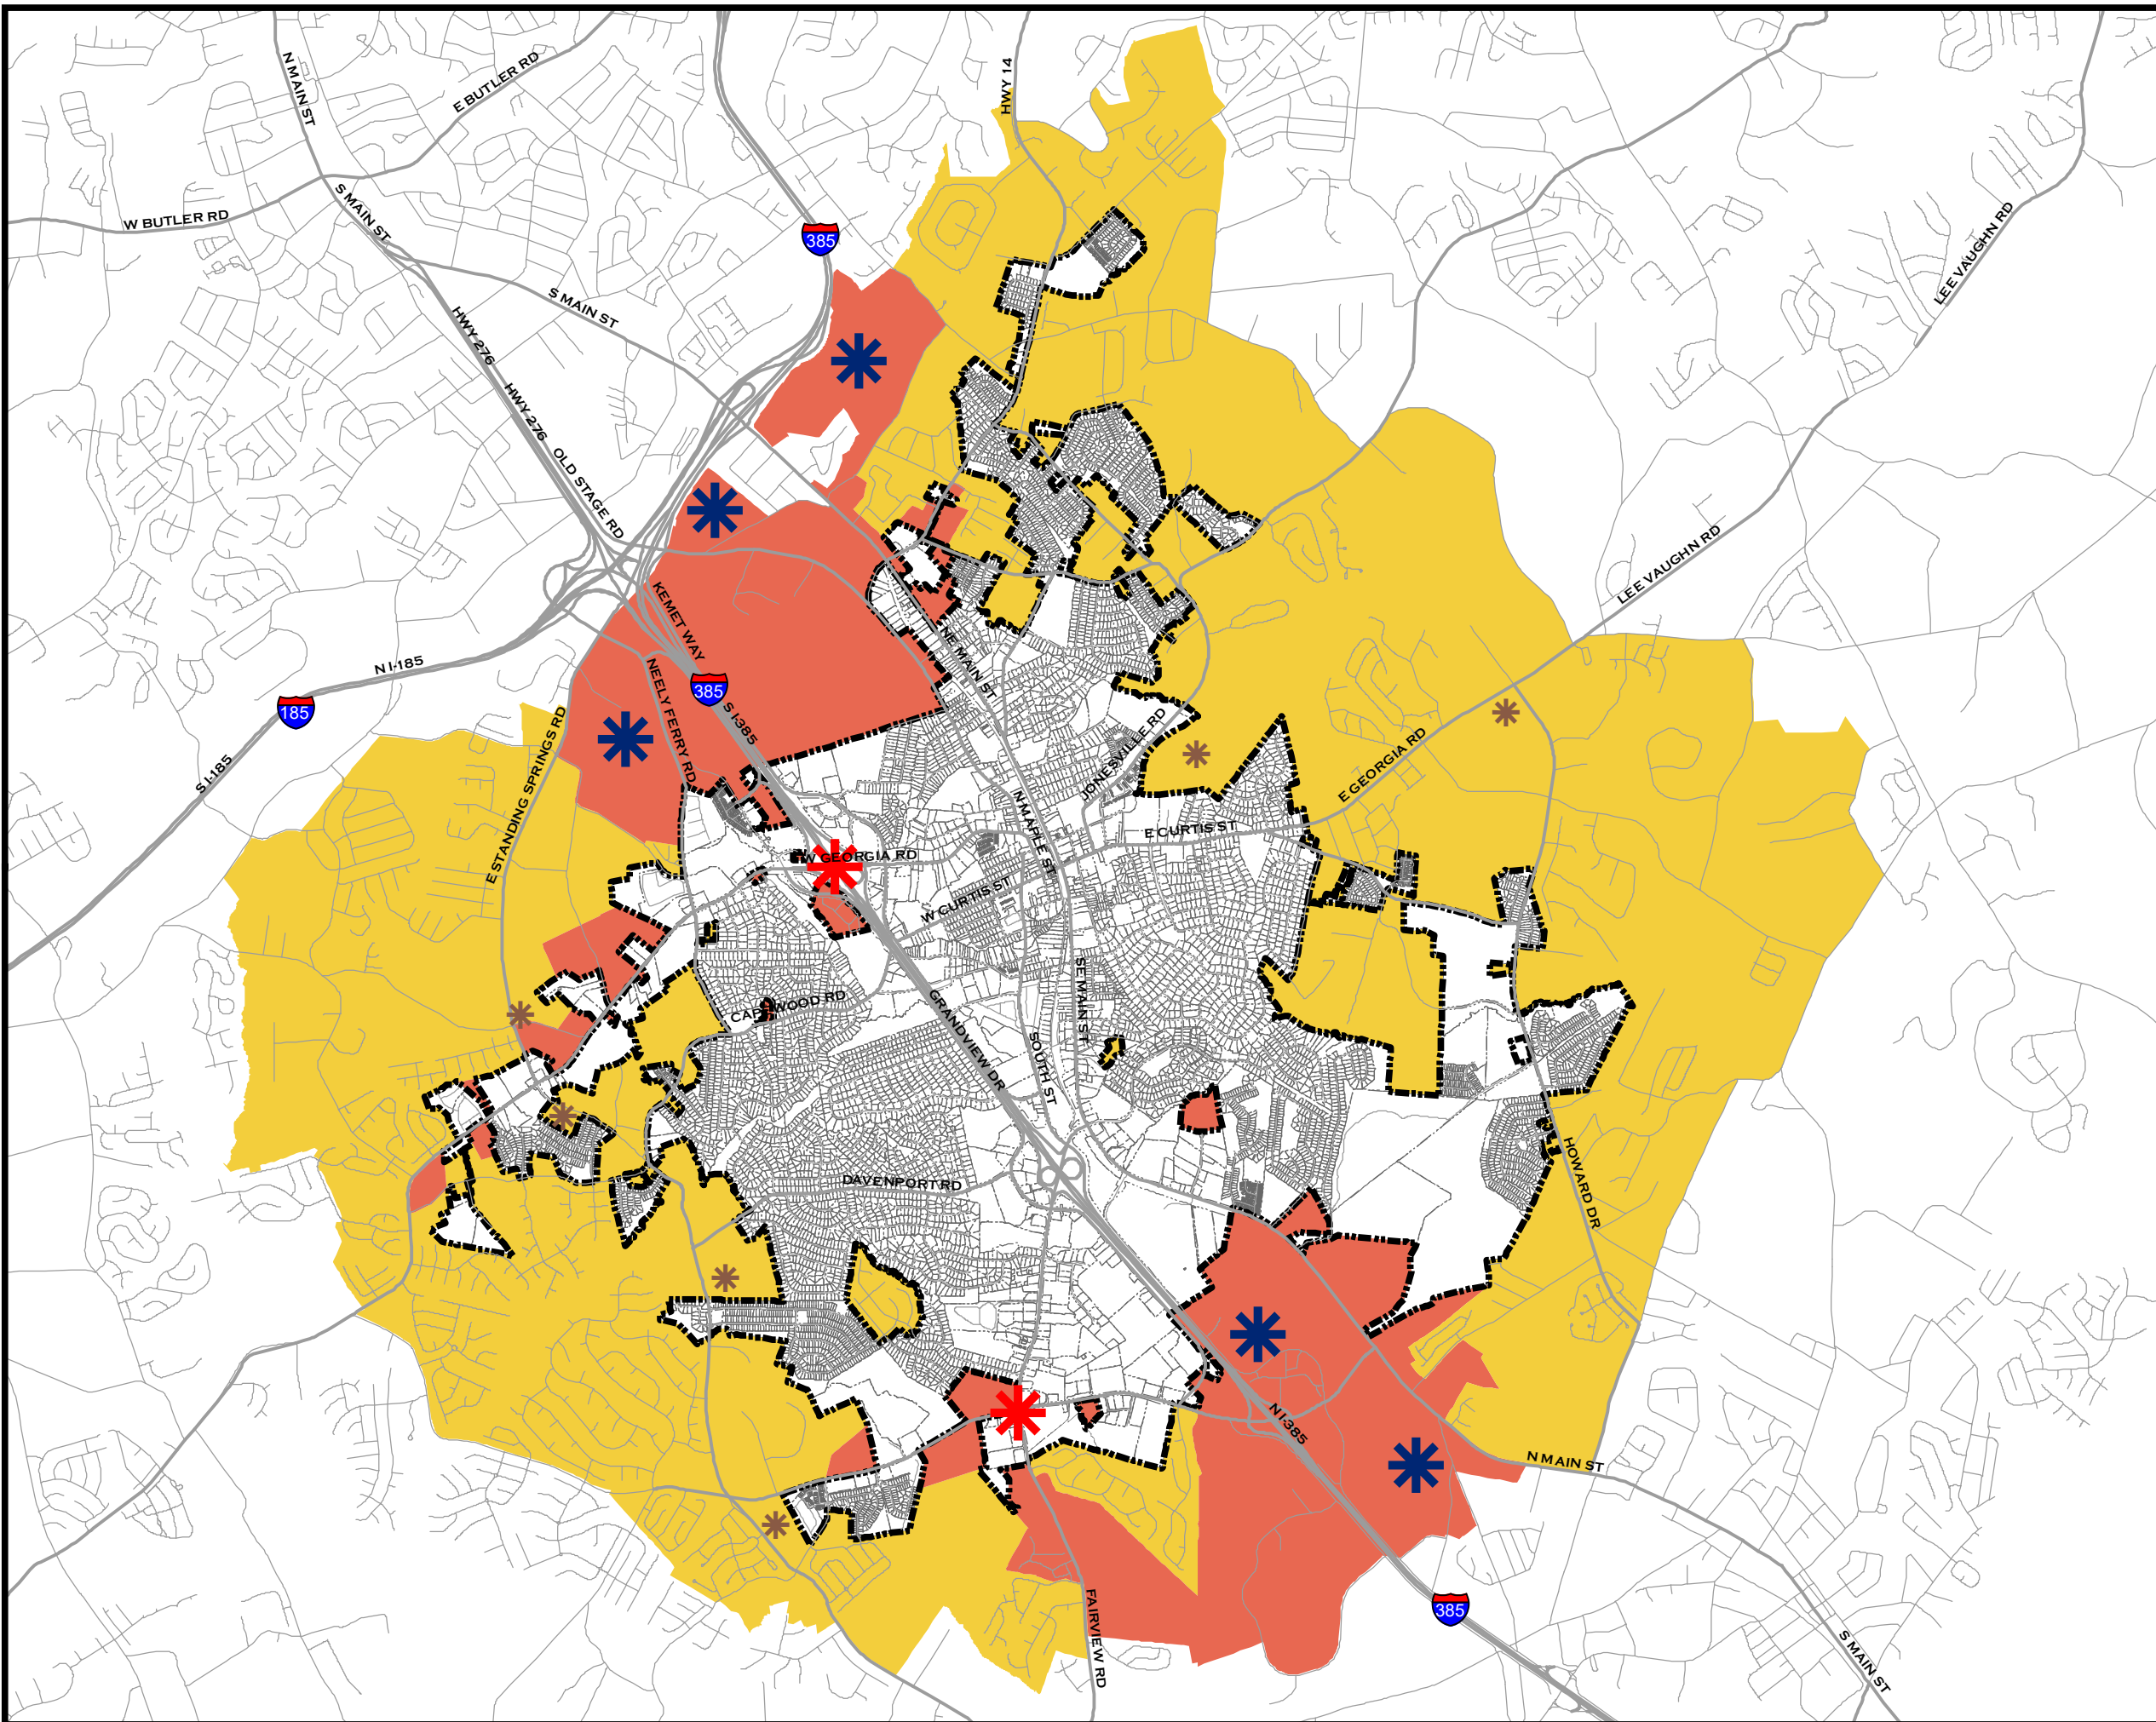 N MAIN ST
E BUTLER RD
HWY 14
W BUTLER RD
S MAIN ST
385
LEE VAUGHN RD
S MAIN ST
HWY 276
HWY 276
OLD STAGE RD
LEE VAUGHN RD
KEMET WAY
NE MAIN ST
N I-185
NEELY FERRY RD
385
185
S I-385
JONESVILLE RD
E STANDING SPRINGS RD
S I-185
E GEORGIA RD
N MAPLE ST
E CURTIS ST
W GEORGIA RD
W CURTIS ST
SE MAIN ST
CAPEWOOD RD
GRANDVIEW DR
SOUTH ST
DAVENPORT RD
HOWARD DR
N I-385
N MAIN ST
FAIRVIEW RD
385
S MAIN ST